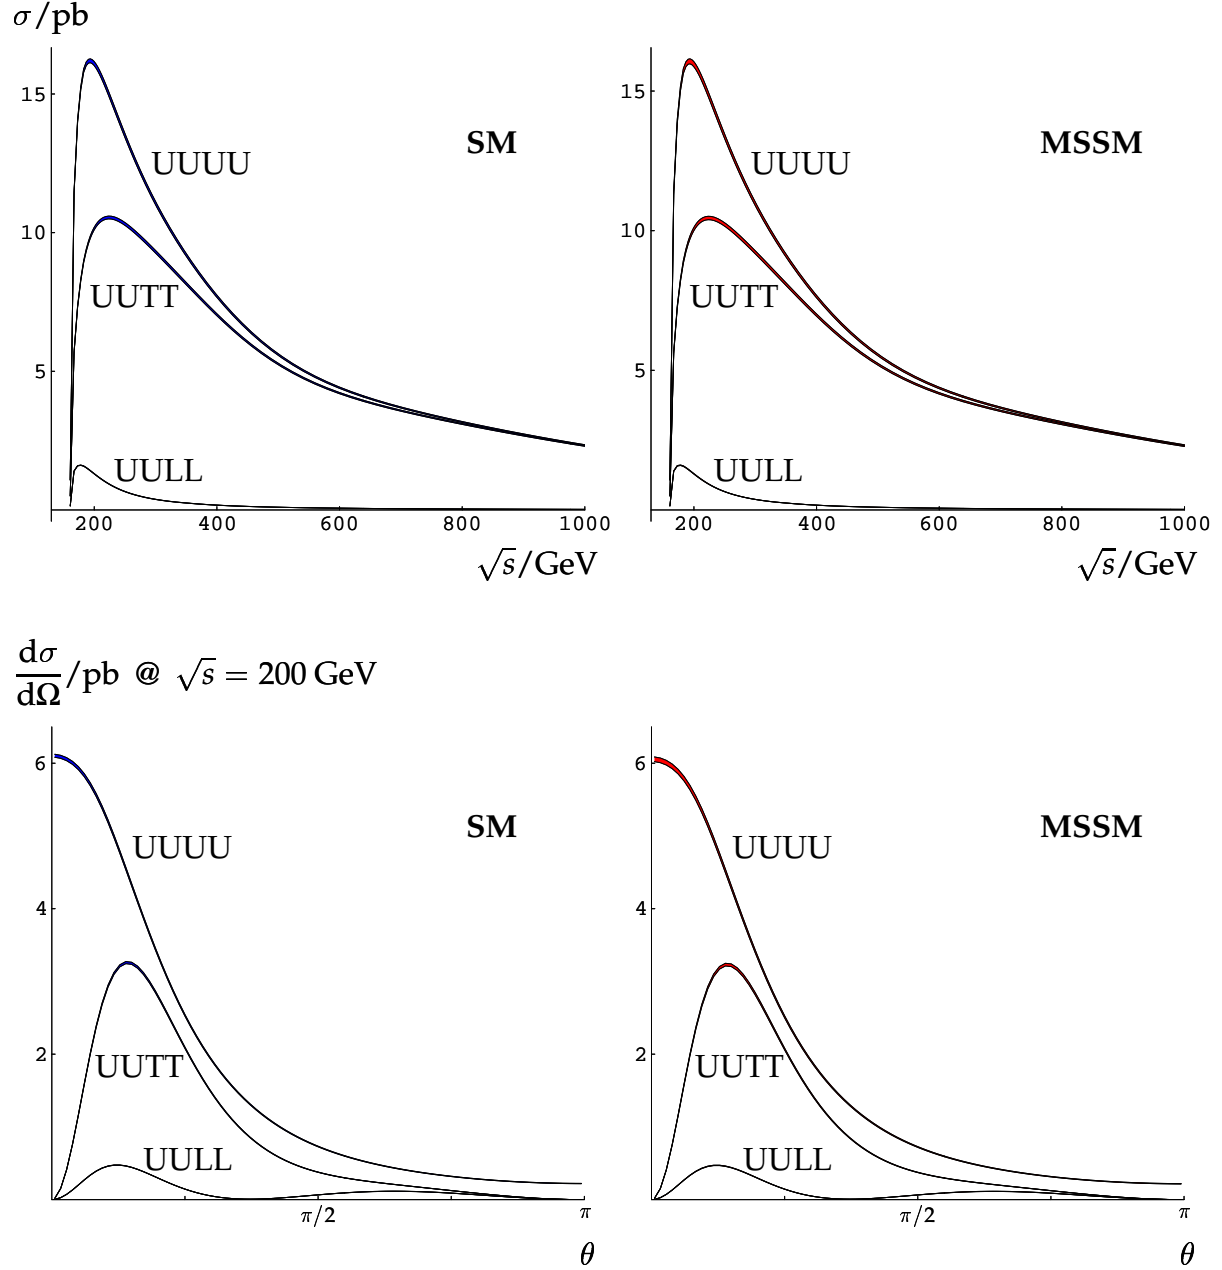 σ/pb
15
10
5
UUUU
SM
UUTT
UULL
200 400 600 800 1000
√s/GeV
15
10
5
UUUU
MSSM
UUTT
UULL
200 400 600 800 1000
√s/GeV
dσ/dΩ /pb @ √s = 200 GeV
6
4
2
UUUU
SM
UUTT
UULL
π/2 π
θ
6
4
2
UUUU
MSSM
UUTT
UULL
π/2 π
θ